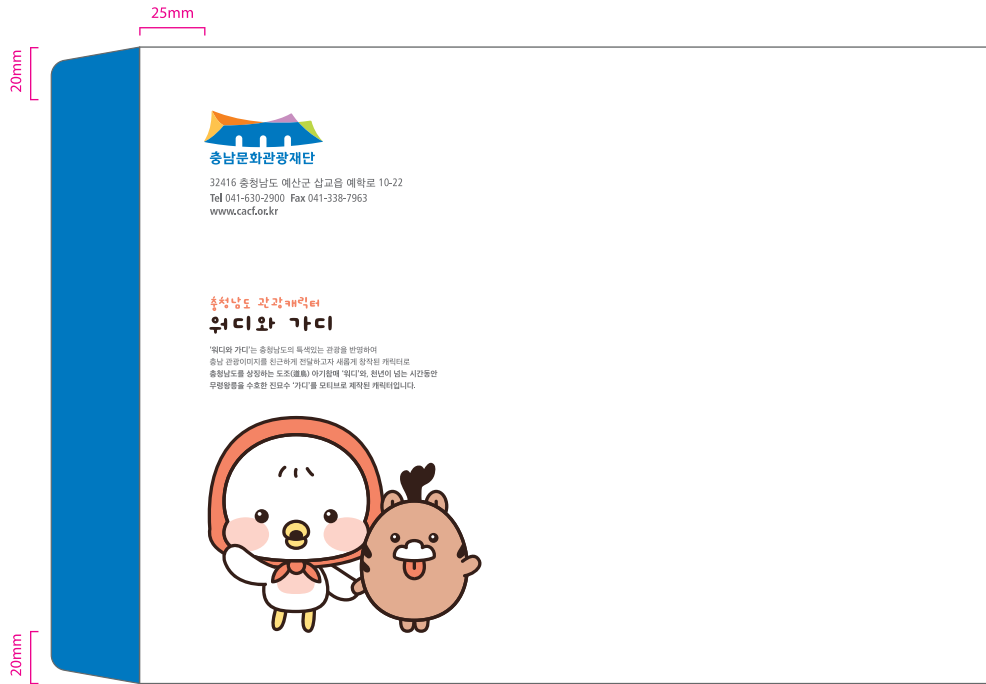 25mm
20mm
충남문화관광재단
32416 충청남도 예산군 삽교읍 예학로 10-22
Tel 041-630-2900 Fax 041-338-7963
www.cacf.or.kr
충청남도 관광캐릭터
워디와 가디
'워디와 가디'는 충청남도의 특색있는 관광을 반영하여
충남 관광이미지를 친근하게 전달하고자 새롭게 창작된 캐릭터로
충청남도를 상징하는 도조(道鳥) 아기참매 '워디'와, 천년이 넘는 시간동안
무령왕릉을 수호한 진묘수 '가디'를 모티브로 제작된 캐릭터입니다.
20mm